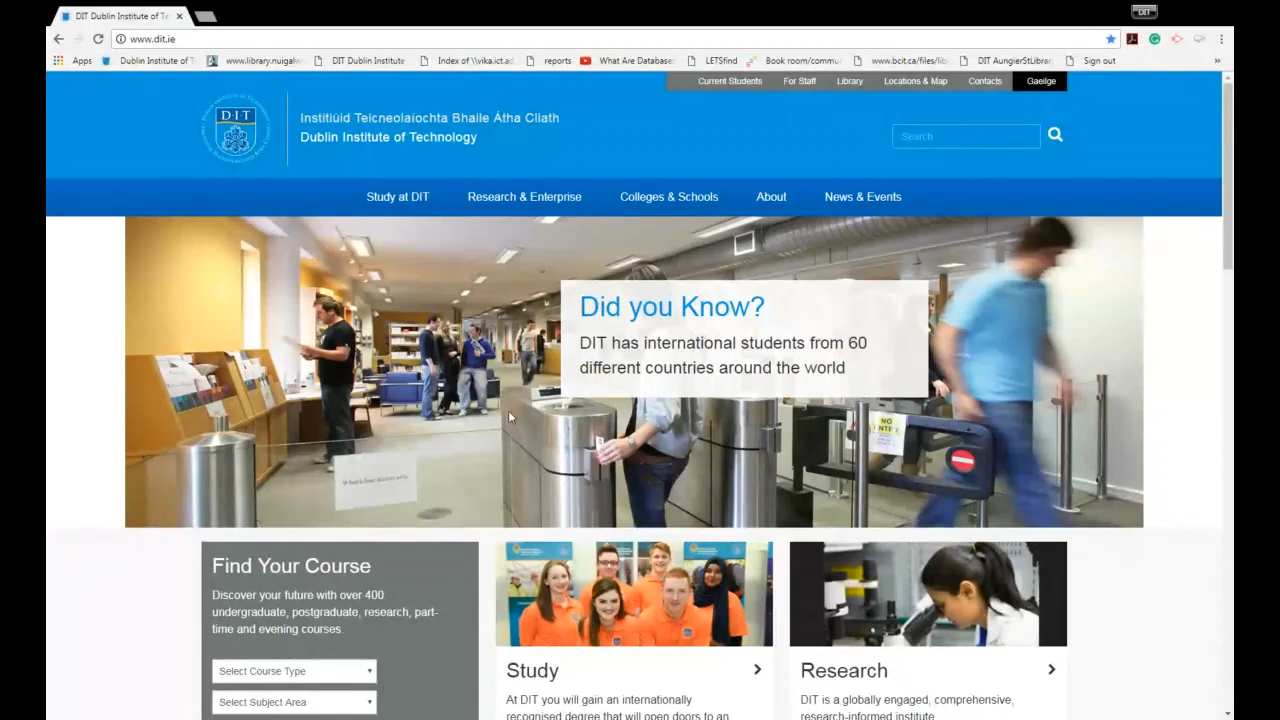 DIT
DIT Dublin Institute of Te
www.dit.ie
Apps
Dublin Institute of T
www.library.nuigalw
DIT Dublin Institute
Index of \\vika.ict.ad
reports
What Are Database
LETSfind
Book room/commu
www.bcit.ca/files/lib
DIT AungierStLibrar
Sign out
»
Current Students
For Staff
Library
Locations & Map
Contacts
Gaeilge
D·I·T
Institiúid Teicneolaíochta Bhaile Átha Cliath
Dublin Institute of Technology
Search
Study at DIT
Research & Enterprise
Colleges & Schools
About
News & Events
Did you Know?
DIT has international students from 60
different countries around the world
NO
ENTRY
Wheelchair access only
Find Your Course
Discover your future with over 400
undergraduate, postgraduate, research, part-
time and evening courses.
Select Course Type
Select Subject Area
Study
At DIT you will gain an internationally
recognised degree that will open doors to an
Research
DIT is a globally engaged, comprehensive,
research-informed institute